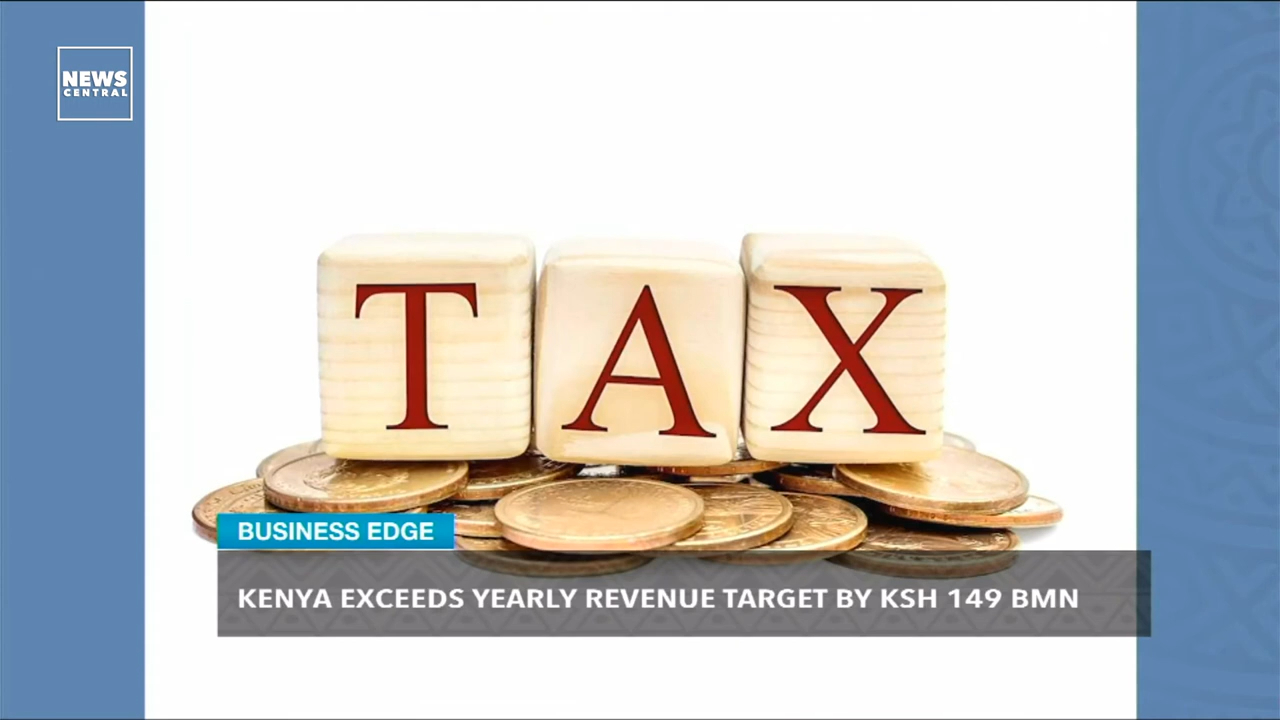 NEWS
CENTRAL
TAX
BUSINESS EDGE
KENYA EXCEEDS YEARLY REVENUE TARGET BY KSH 149 BMN